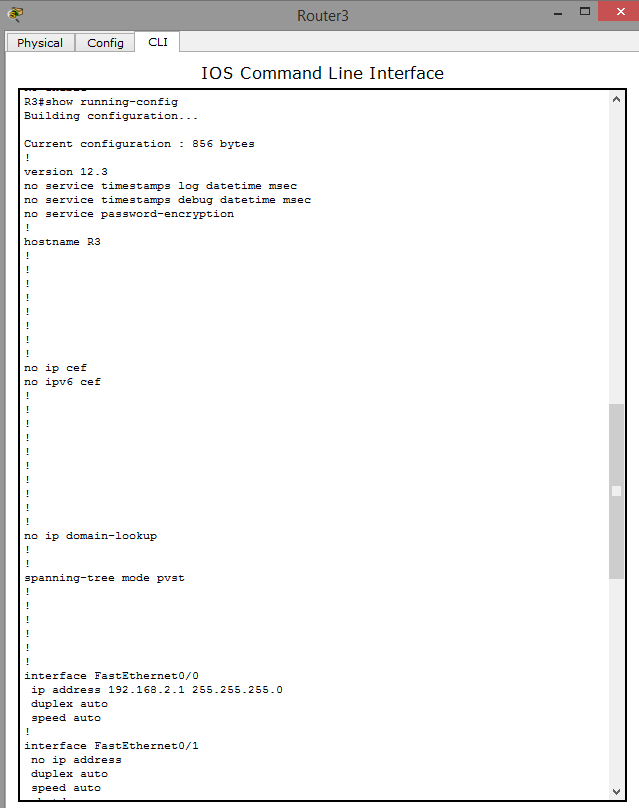 Router3
Physical
Config
CLI
IOS Command Line Interface
R3#show running-config
Building configuration...
Current configuration : 856 bytes
!
version 12.3
no service timestamps log datetime msec
no service timestamps debug datetime msec
no service password-encryption
!
hostname R3
!
!
!
!
!
!
!
!
no ip cef
no ipv6 cef
!
!
!
!
!
!
!
!
!
!
no ip domain-lookup
!
!
spanning-tree mode pvst
!
!
!
!
!
!
interface FastEthernet0/0
 ip address 192.168.2.1 255.255.255.0
 duplex auto
 speed auto
!
interface FastEthernet0/1
 no ip address
 duplex auto
 speed auto